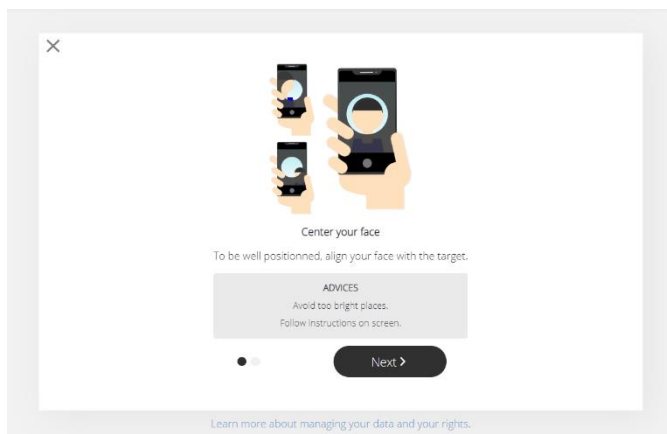 Center your face
To be well positionned, align your face with the target.
ADVICES
Avoid too bright places.
Follow instructions on screen.
Next
Learn more about managing your data and your rights.